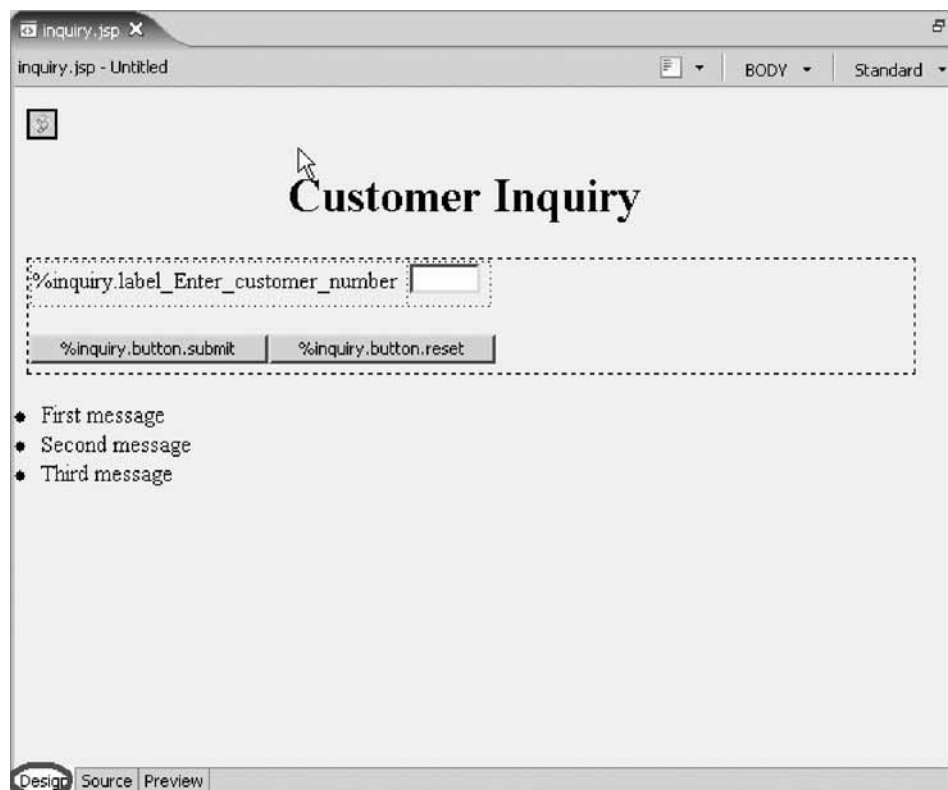 inquiry.jsp
inquiry.jsp - Untitled
BODY
Standard
Customer Inquiry
%inquiry.label_Enter_customer_number
%inquiry.button.submit
%inquiry.button.reset
First message
Second message
Third message
Design
Source
Preview